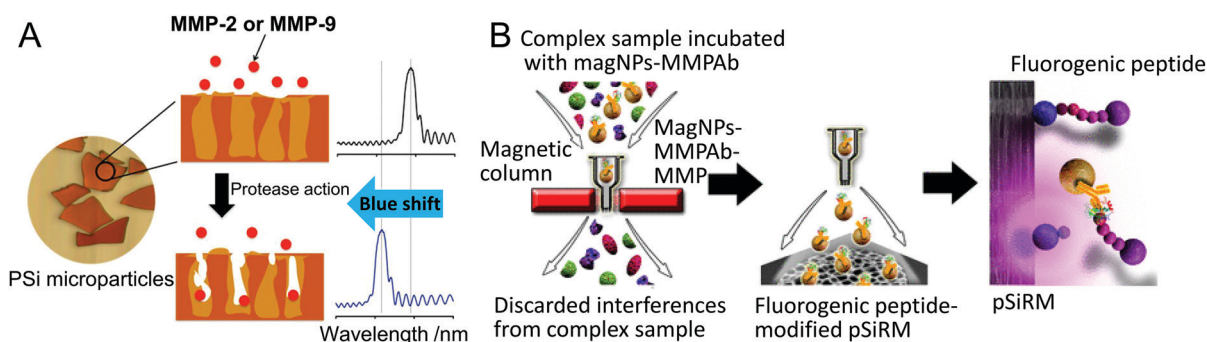 A
MMP-2 or MMP-9
Protease action
Blue shift
PSi microparticles
Wavelength /nm
B
Complex sample incubated
with magNPs-MMPAb
Magnetic
column
MagNPs-
MMPAb-
MMP
Discarded interferences
from complex sample
Fluorogenic peptide-
modified pSiRM
Fluorogenic peptide
pSiRM